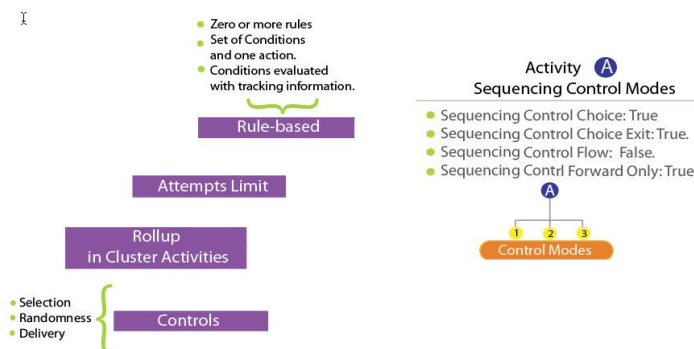 Zero or more rules
Set of Conditions
and one action.
Conditions evaluated
with tracking information.
Rule-based
Attempts Limit
Rollup
in Cluster Activities
Selection
Randomness
Delivery
Controls
Activity A
Sequencing Control Modes
Sequencing Control Choice: True
Sequencing Control Choice Exit: True.
Sequencing Control Flow: False.
Sequencing Contrl Forward Only: True
A
1 2 3
Control Modes